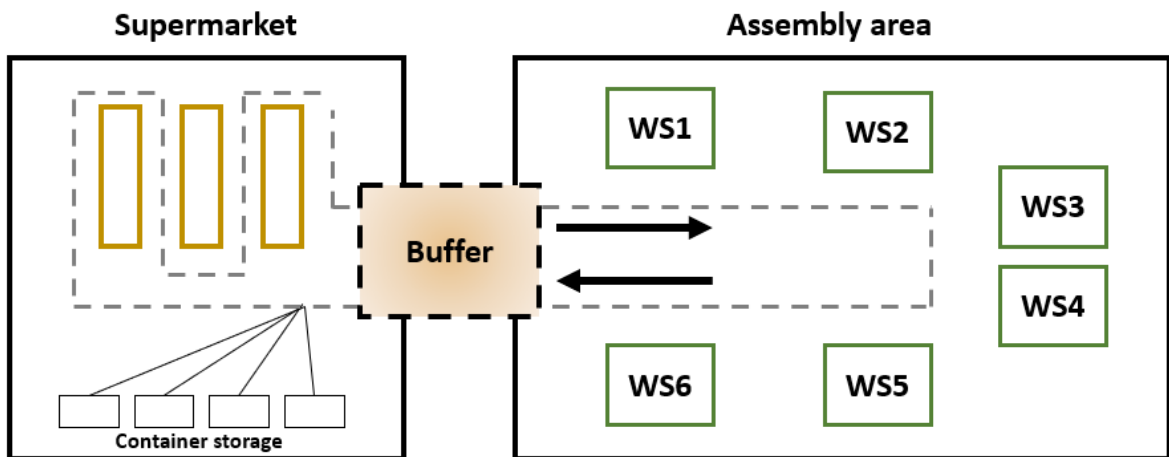 Supermarket
Assembly area
WS1
WS2
WS3
Buffer
WS4
WS6
WS5
Container storage